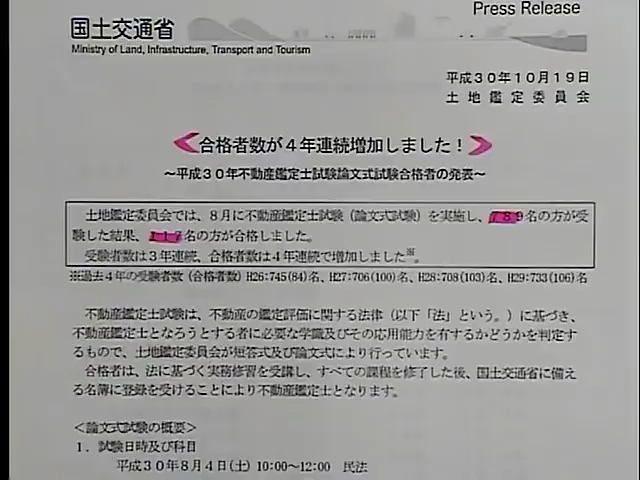 Press Release
国土交通省
Ministry of Land, Infrastructure, Transport and Tourism
平成30年10月19日
土地鑑定委員会
合格者数が4年連続増加しました！
～平成30年不動産鑑定士試験論文式試験合格者の発表～
土地鑑定委員会では、8月に不動産鑑定士試験（論文式試験）を実施し、789名の方が受
験した結果、117名の方が合格しました。
受験者数は3年連続、合格者数は4年連続で増加しました※。
※過去4年の受験者数（合格者数）H26:745(84)名、H27:706(100)名、H28:708(103)名、H29:733(106)名
不動産鑑定士試験は、不動産の鑑定評価に関する法律（以下「法」という。）に基づき、
不動産鑑定士となろうとする者に必要な学識及びその応用能力を有するかどうかを判定す
るもので、土地鑑定委員会が短答式及び論文式により行っています。
合格者は、法に基づく実務修習を受講し、すべての課程を修了した後、国土交通省に備え
る名簿に登録を受けることにより不動産鑑定士となります。
＜論文式試験の概要＞
1．試験日時及び科目
平成30年8月4日(土) 10:00～12:00 民法